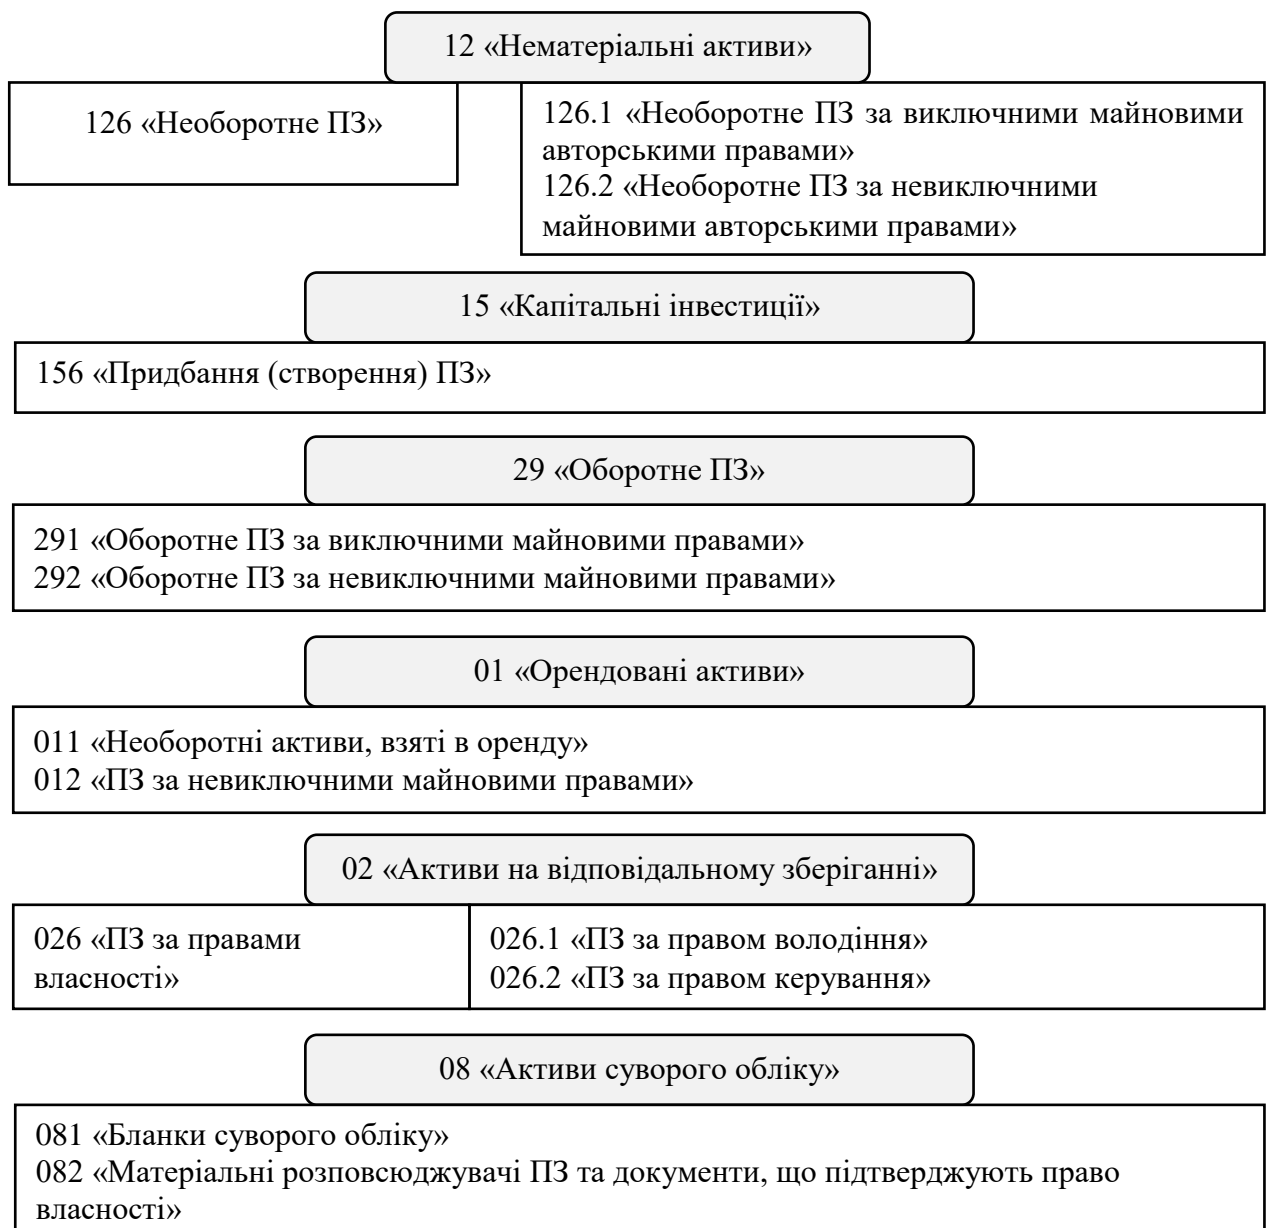 12 «Нематеріальні активи»
126 «Необоротне ПЗ»
126.1 «Необоротне ПЗ за виключними майновими
авторськими правами»
126.2 «Необоротне ПЗ за невиключними
майновими авторськими правами»
15 «Капітальні інвестиції»
156 «Придбання (створення) ПЗ»
29 «Оборотне ПЗ»
291 «Оборотне ПЗ за виключними майновими правами»
292 «Оборотне ПЗ за невиключними майновими правами»
01 «Орендовані активи»
011 «Необоротні активи, взяті в оренду»
012 «ПЗ за невиключними майновими правами»
02 «Активи на відповідальному зберіганні»
026 «ПЗ за правами
власності»
026.1 «ПЗ за правом володіння»
026.2 «ПЗ за правом керування»
08 «Активи суворого обліку»
081 «Бланки суворого обліку»
082 «Матеріальні розповсюджувачі ПЗ та документи, що підтверджують право
власності»